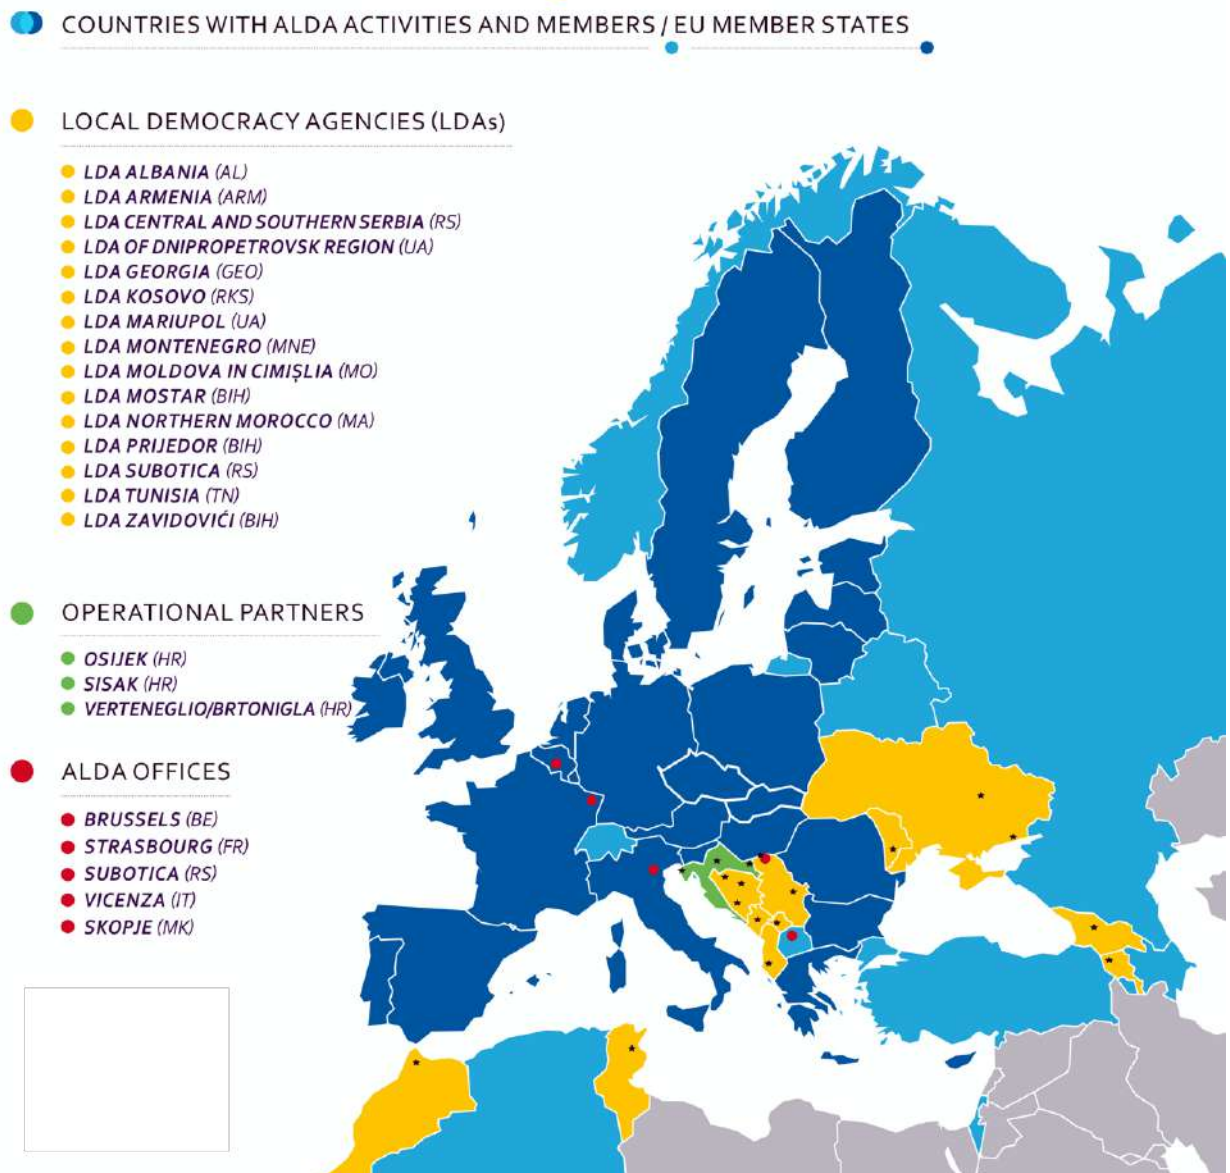 COUNTRIES WITH ALDA ACTIVITIES AND MEMBERS / EU MEMBER STATES
LOCAL DEMOCRACY AGENCIES (LDAs)
LDA ALBANIA (AL)
LDA ARMENIA (ARM)
LDA CENTRAL AND SOUTHERN SERBIA (RS)
LDA OF DNIPROPETROVSK REGION (UA)
LDA GEORGIA (GEO)
LDA KOSOVO (RKS)
LDA MARIUPOL (UA)
LDA MONTENEGRO (MNE)
LDA MOLDOVA IN CIMIȘLIA (MO)
LDA MOSTAR (BIH)
LDA NORTHERN MOROCCO (MA)
LDA PRIJEDOR (BIH)
LDA SUBOTICA (RS)
LDA TUNISIA (TN)
LDA ZAVIDOVIĆI (BIH)
OPERATIONAL PARTNERS
OSIJEK (HR)
SISAK (HR)
VERTENEGLIO/BRTONIGLA (HR)
ALDA OFFICES
BRUSSELS (BE)
STRASBOURG (FR)
SUBOTICA (RS)
VICENZA (IT)
SKOPJE (MK)